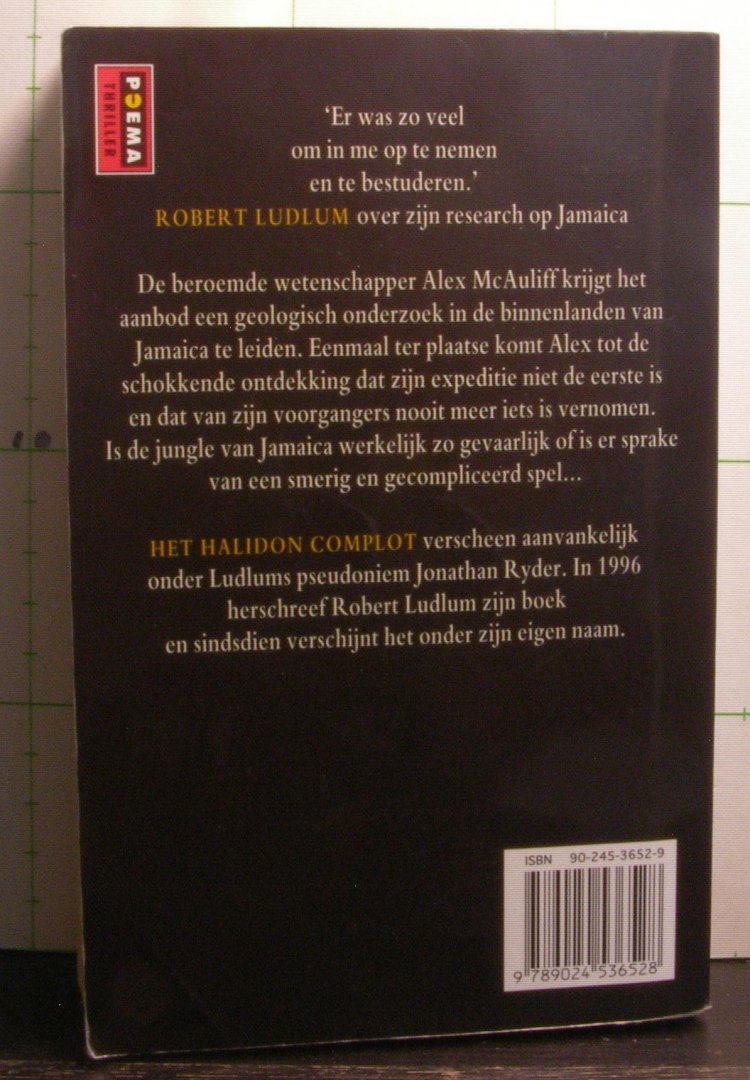 POEMA
THRILLER
‘Er was zo veel
om in me op te nemen
en te bestuderen.’
ROBERT LUDLUM over zijn research op Jamaica
De beroemde wetenschapper Alex McAuliff krijgt het
aanbod een geologisch onderzoek in de binnenlanden van
Jamaica te leiden. Eenmaal ter plaatse komt Alex tot de
schokkende ontdekking dat zijn expeditie niet de eerste is
en dat van zijn voorgangers nooit meer iets is vernomen.
Is de jungle van Jamaica werkelijk zo gevaarlijk of is er sprake
van een smerig en gecompliceerd spel...
HET HALIDON COMPLOT verscheen aanvankelijk
onder Ludlums pseudoniem Jonathan Ryder. In 1996
herschreef Robert Ludlum zijn boek
en sindsdien verschijnt het onder zijn eigen naam.
ISBN 90-245-3652-9
9 789024 536528